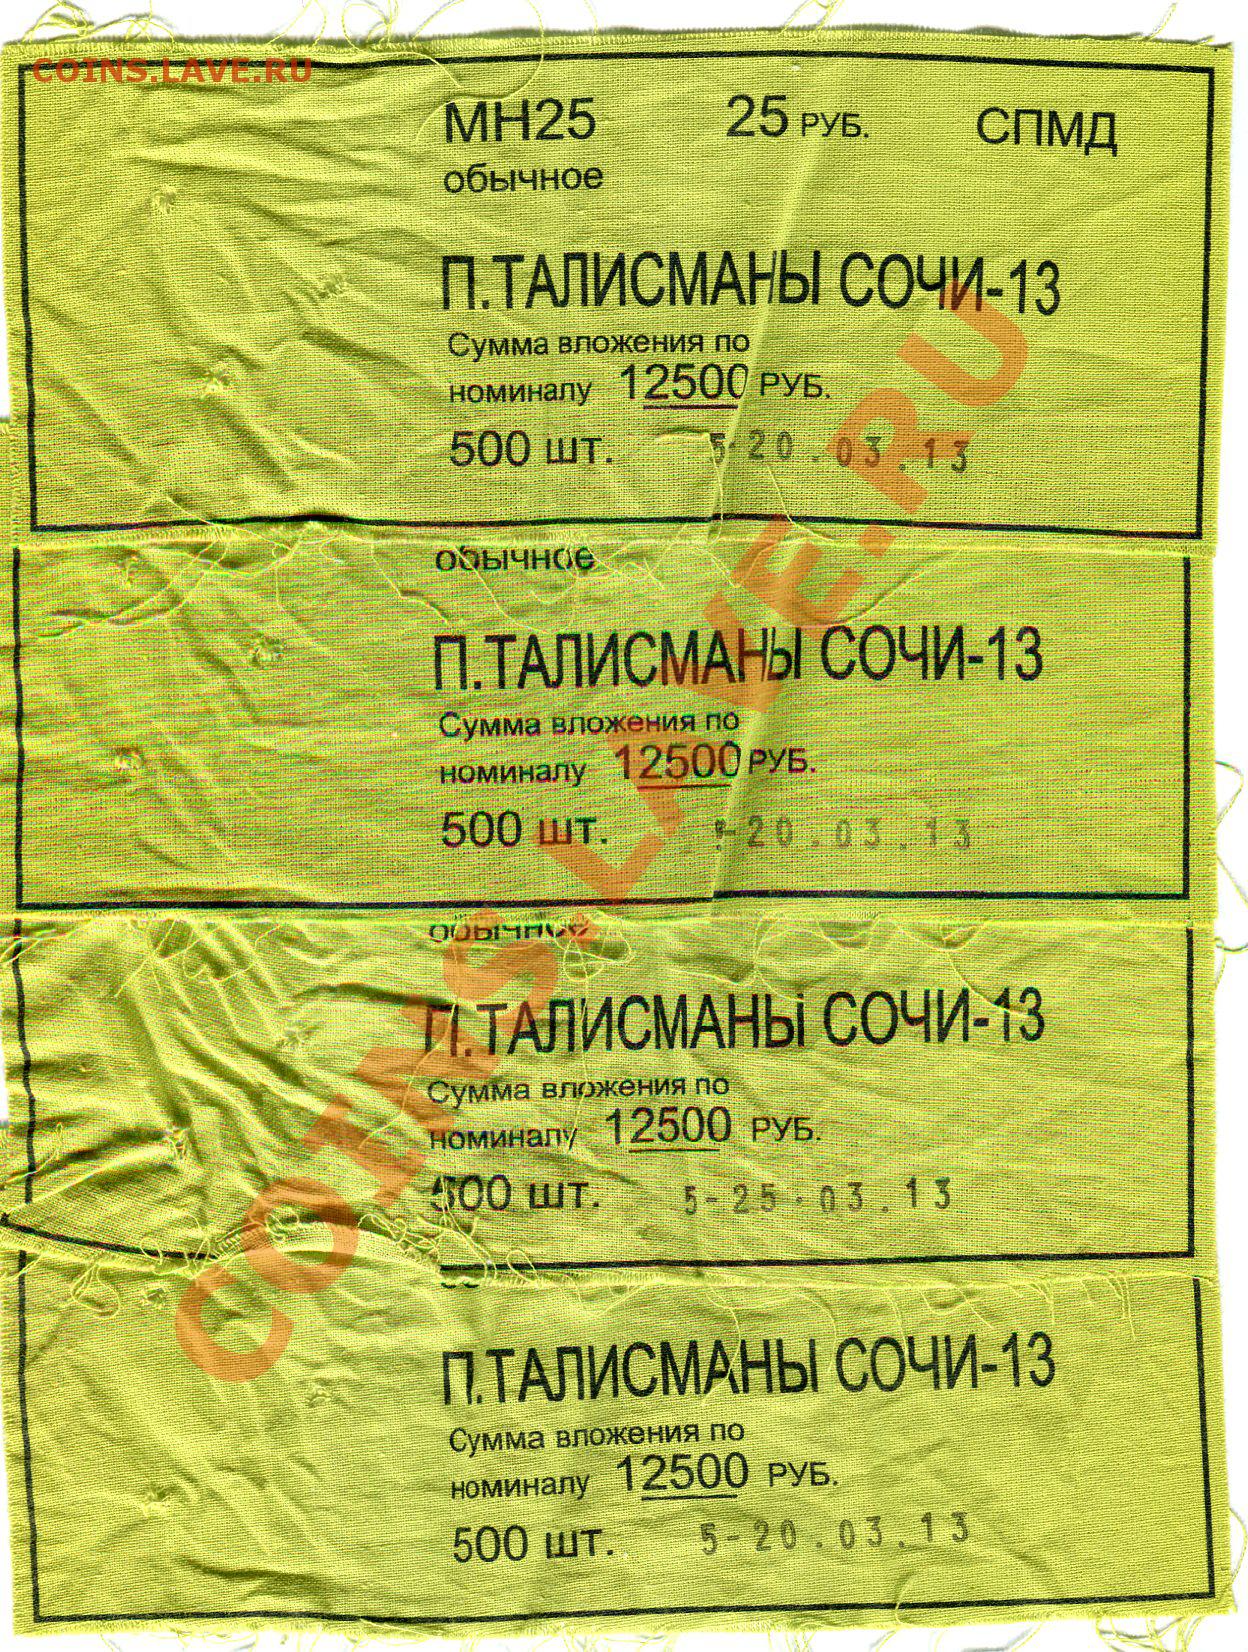 COINS.LAVE.RU
МН25 25 РУБ. СПМД
обычное
П.ТАЛИСМАНЫ СОЧИ-13
Сумма вложения по
номиналу 12500 РУБ.
500 шт. 5-20.03.13
обычное
П.ТАЛИСМАНЫ СОЧИ-13
Сумма вложения по
номиналу 12500 РУБ.
500 шт. -20.03.13
обычное
П.ТАЛИСМАНЫ СОЧИ-13
Сумма вложения по
номиналу 12500 РУБ.
500 шт. 5-25.03.13
П.ТАЛИСМАНЫ СОЧИ-13
Сумма вложения по
номиналу 12500 РУБ.
500 шт. 5-20.03.13
COINS.LAVE.RU